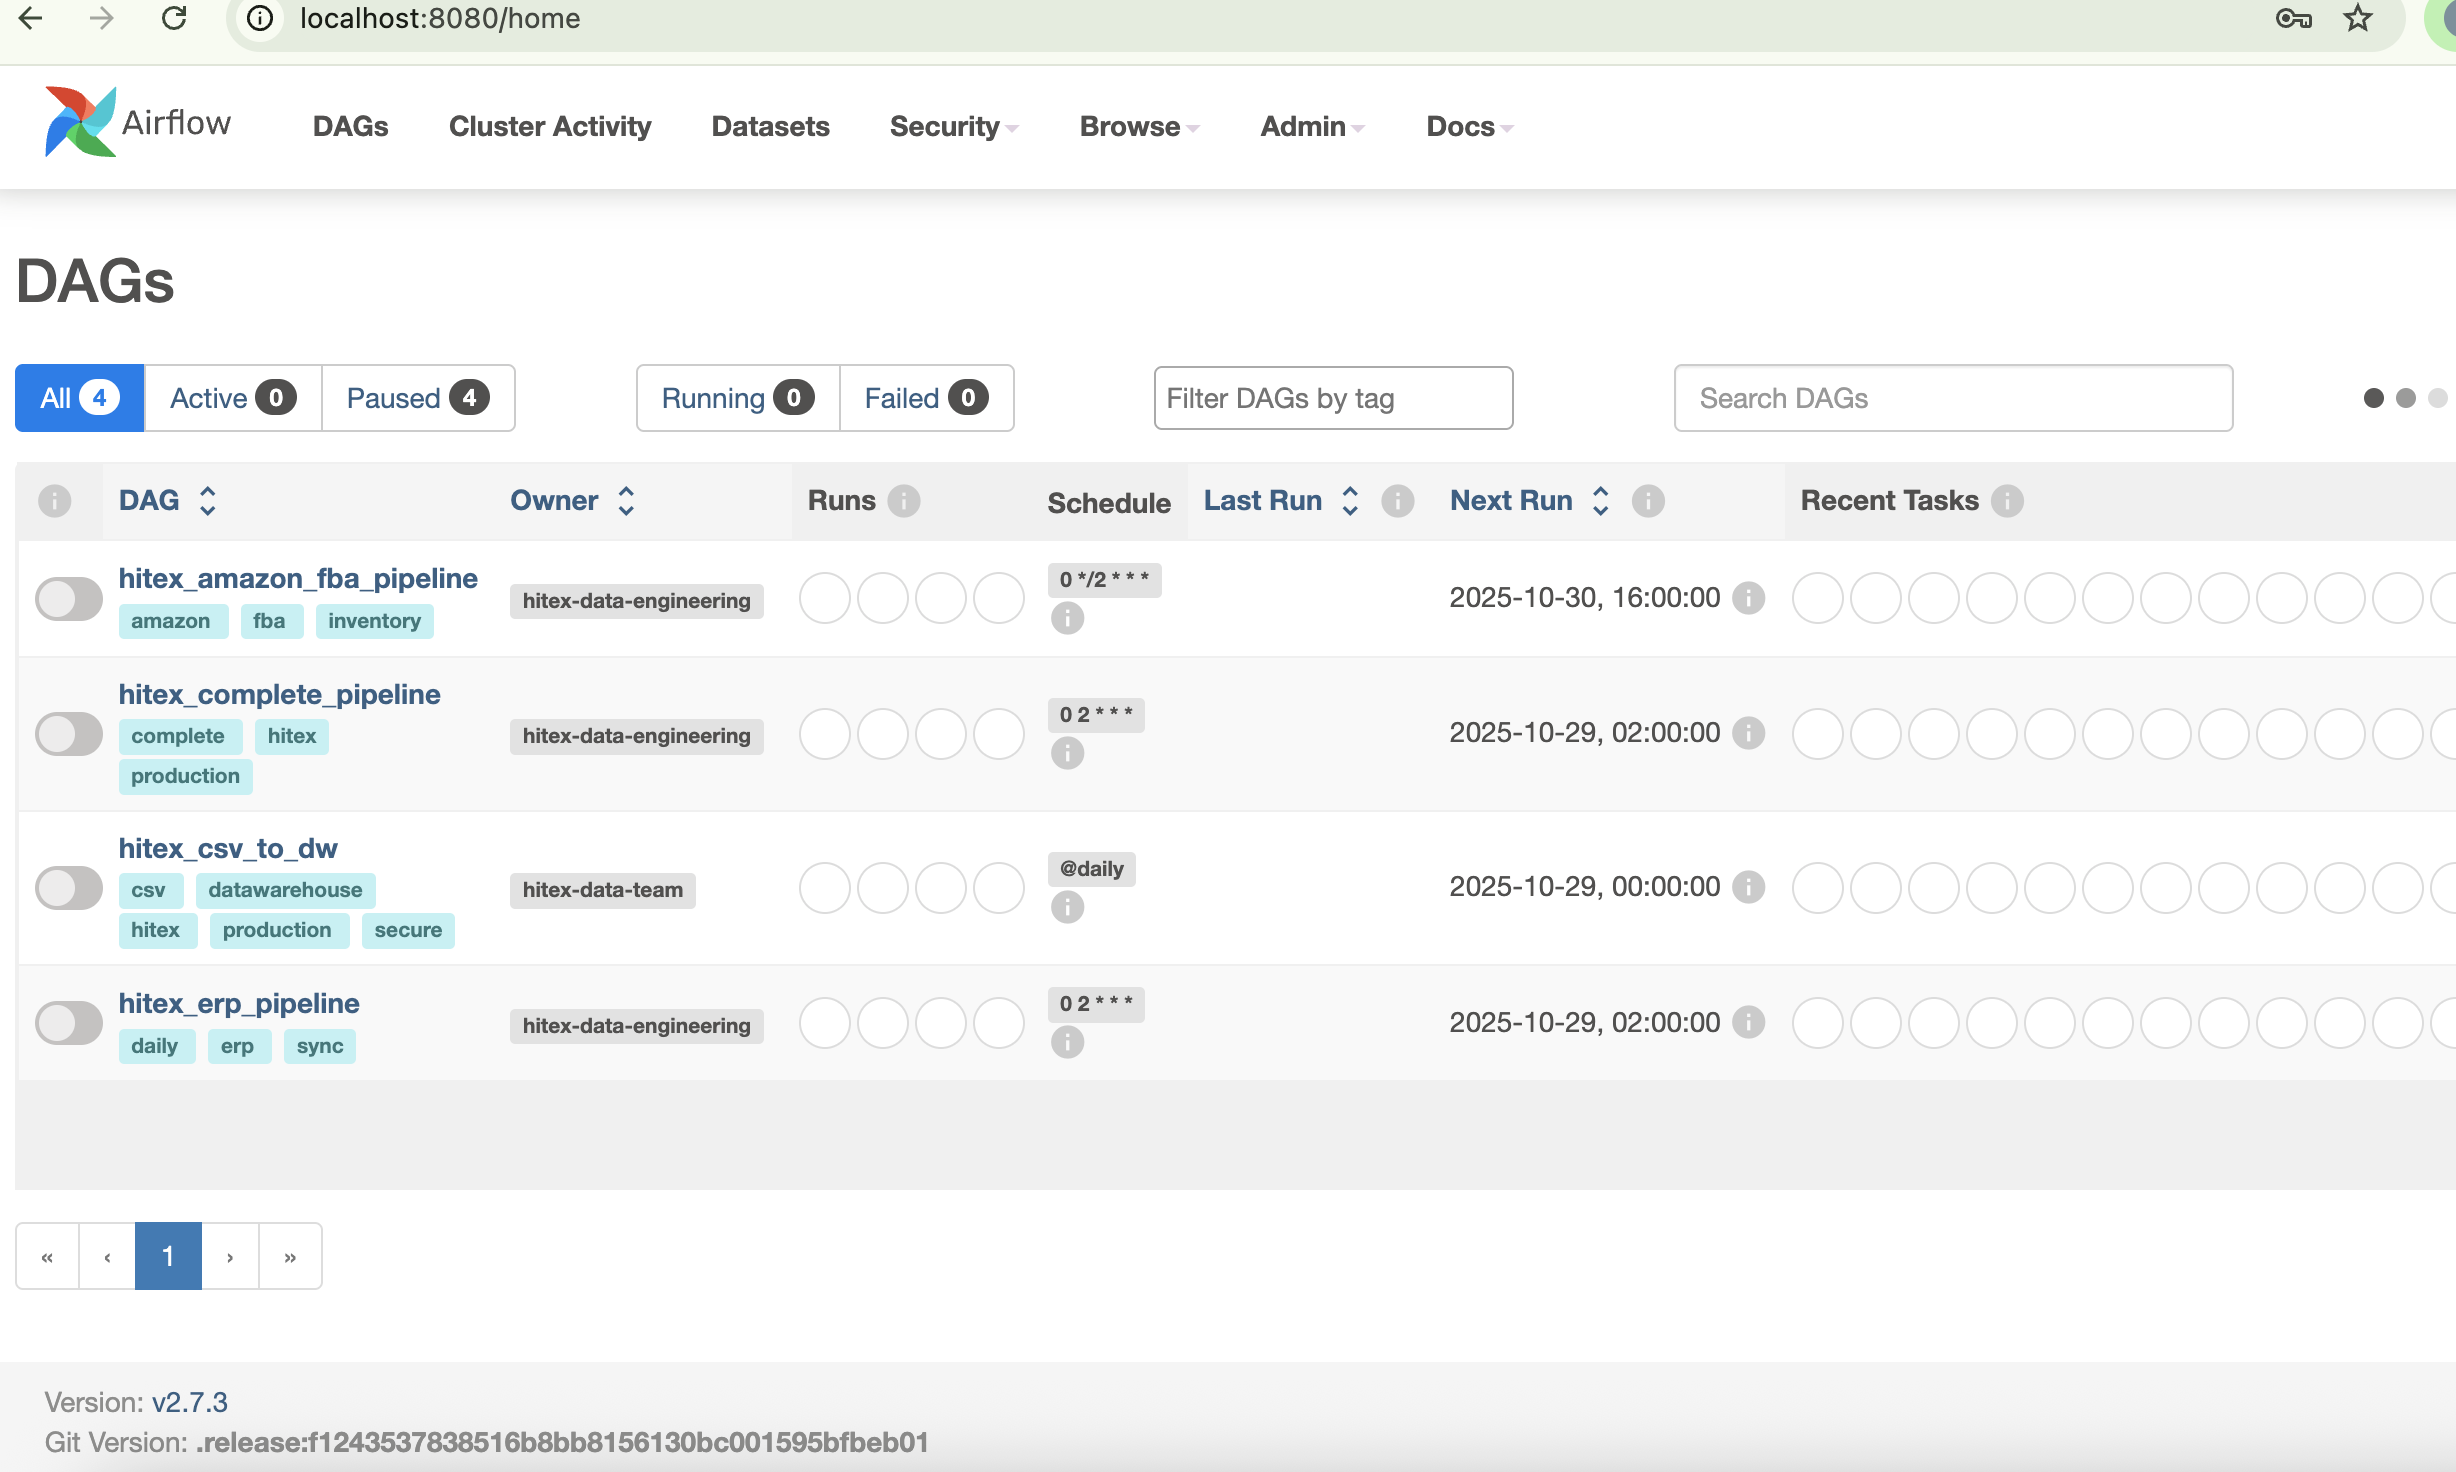 localhost:8080/home
Airflow DAGs Cluster Activity Datasets Security Browse Admin Docs
DAGs
All 4 Active 0 Paused 4 Running 0 Failed 0 Filter DAGs by tag Search DAGs
DAG Owner Runs Schedule Last Run Next Run Recent Tasks
hitex_amazon_fba_pipeline
amazon fba inventory
hitex-data-engineering
0 */2 * * *
2025-10-30, 16:00:00
hitex_complete_pipeline
complete hitex
production
hitex-data-engineering
0 2 * * *
2025-10-29, 02:00:00
hitex_csv_to_dw
csv datawarehouse
hitex production secure
hitex-data-team
@daily
2025-10-29, 00:00:00
hitex_erp_pipeline
daily erp sync
hitex-data-engineering
0 2 * * *
2025-10-29, 02:00:00
« ‹ 1 › »
Version: v2.7.3
Git Version: .release:f1243537838516b8bb8156130bc001595bfbeb01